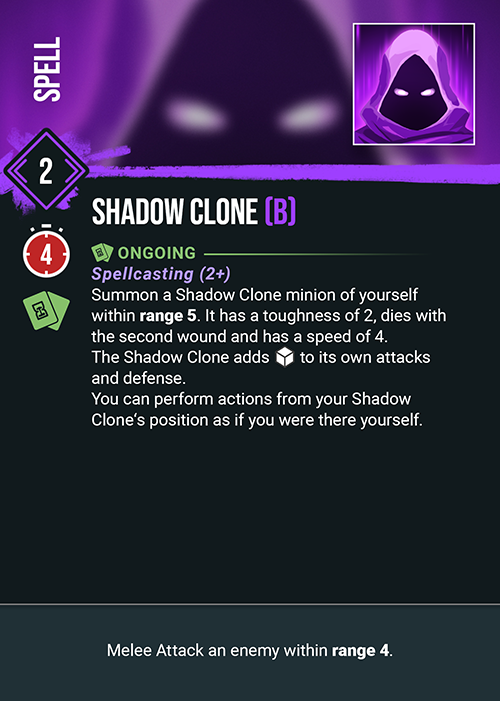 SPELL
2
SHADOW CLONE (B)
4
ONGOING
Spellcasting (2+)
Summon a Shadow Clone minion of yourself
within range 5. It has a toughness of 2, dies with
the second wound and has a speed of 4.
The Shadow Clone adds to its own attacks
and defense.
You can perform actions from your Shadow
Clone‘s position as if you were there yourself.
Melee Attack an enemy within range 4.